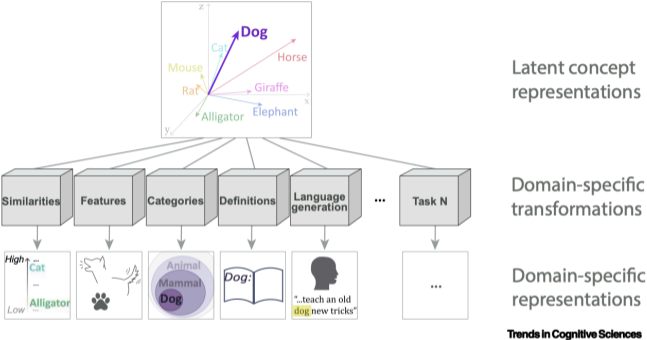 z
Dog
Cat
Horse
Mouse
Rat
Giraffe
x
Elephant
Alligator
y
Latent concept
representations
Similarities
Features
Categories
Definitions
Language
generation
...
Task N
Domain-specific
transformations
High
Cat
Alligator
Low
Animal
Mammal
Dog
Dog:
"...teach an old
dog new tricks"
...
Domain-specific
representations
Trends in Cognitive Sciences